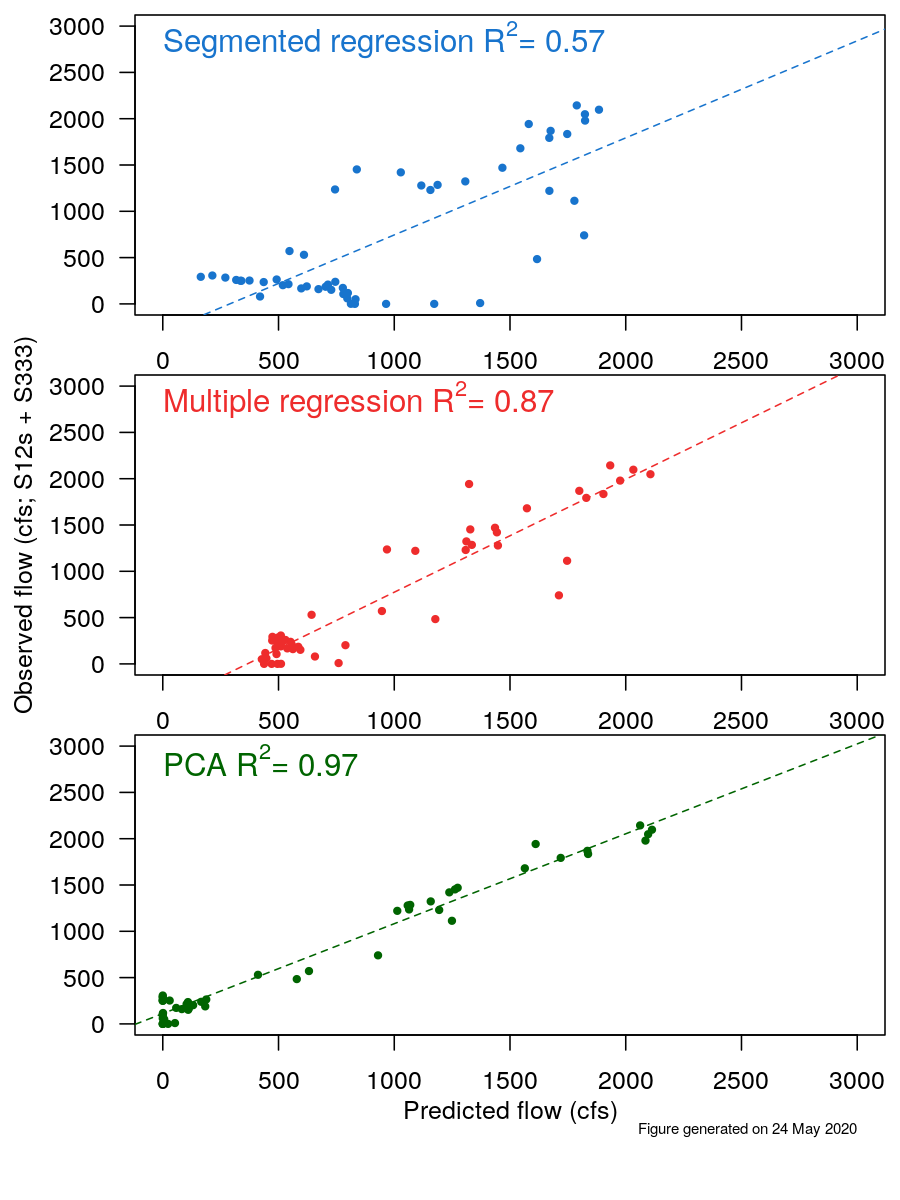 Segmented regression R²= 0.57
3000
2500
2000
1500
1000
500
0
0 500 1000 1500 2000 2500 3000
Multiple regression R²= 0.87
3000
2500
2000
1500
1000
500
0
0 500 1000 1500 2000 2500 3000
Observed flow (cfs; S12s + S333)
PCA R²= 0.97
3000
2500
2000
1500
1000
500
0
0 500 1000 1500 2000 2500 3000
Predicted flow (cfs)
Figure generated on 24 May 2020